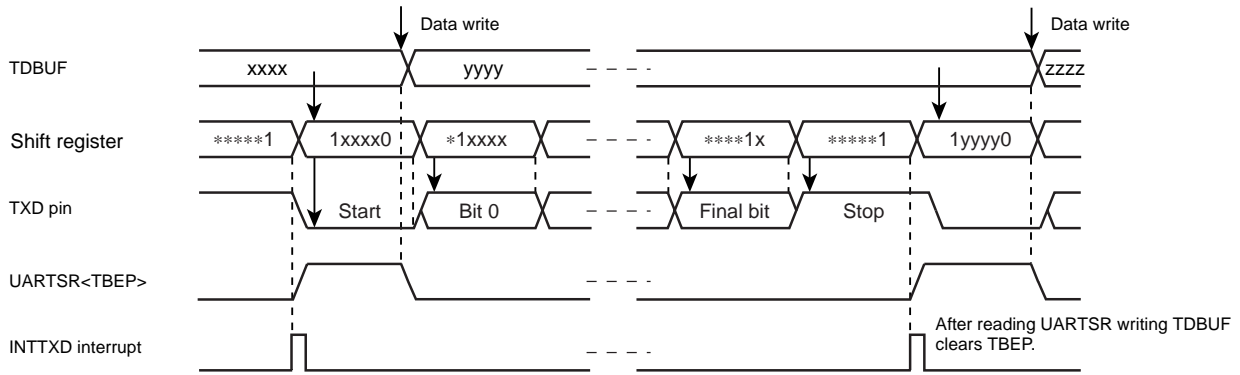 Data write Data write
TDBUF xxxx yyyy zzzz
Shift register *****1 1xxxx0 *1xxxx ****1x *****1 1yyyy0
TXD pin Start Bit 0 Final bit Stop
UARTSR<TBEP>
After reading UARTSR writing TDBUF
clears TBEP.
INTTXD interrupt